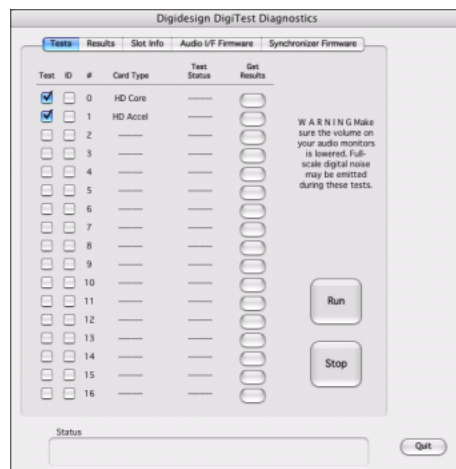 Digidesign DigiTest Diagnostics
Tests Results Slot Info Audio I/F Firmware Synchronizer Firmware
Test ID # Card Type Test Status Get Results
0 HD Core --------
1 HD Accel --------
2 -------- --------
3 -------- --------
4 -------- --------
5 -------- --------
6 -------- --------
7 -------- --------
8 -------- --------
9 -------- --------
10 -------- --------
11 -------- --------
12 -------- --------
13 -------- --------
14 -------- --------
15 -------- --------
16 -------- --------
W A R N I N G Make
sure the volume on
your audio monitors
is lowered. Full-
scale digital noise
may be emitted
during these tests.
Run
Stop
Status
Quit